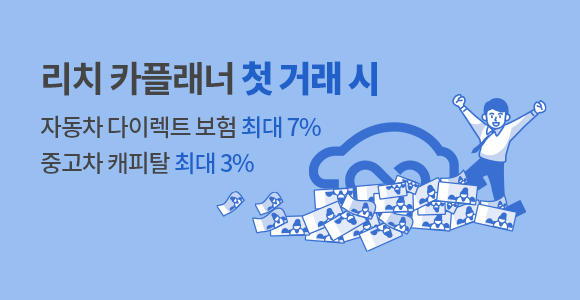 리치 카플래너 첫 거래 시
자동차 다이렉트 보험 최대 7%
중고차 캐피탈 최대 3%